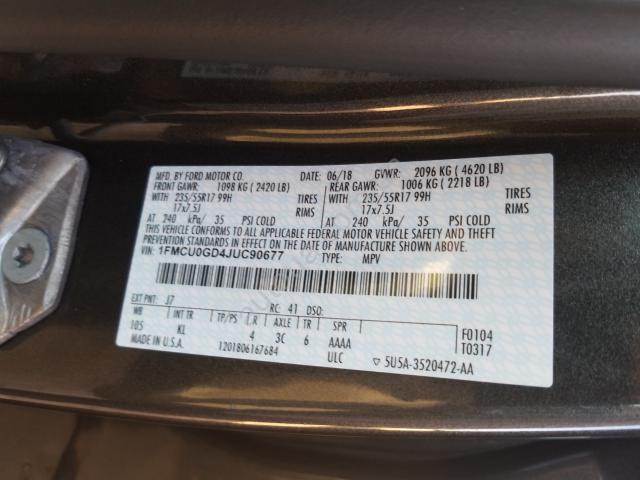 MFD. BY FORD MOTOR CO. 06/18 GVWR: 2096 KG ( 4620 LB)
FRONT GAWR: 1098 KG ( 2420 LB) REAR GAWR: 1006 KG ( 2218 LB)
WITH 235/55R17 99H TIRES WITH 235/55R17 99H TIRES
17x7.5J RIMS 17x7.5J RIMS
AT 240 kPa/ 35 PSI COLD AT 240 kPa/ 35 PSI COLD
THIS VEHICLE CONFORMS TO ALL APPLICABLE FEDERAL MOTOR VEHICLE SAFETY AND THEFT
PREVENTION STANDARDS IN EFFECT ON THE DATE OF MANUFACTURE SHOWN ABOVE.
VIN: 1FMCU0GD4JUC90677 TYPE: MPV
EXT PNT: J7 RC: 41 DSO:
WB INT TR TP/PS R AXLE TR SPR
105 KL 4 3C 6 AAAA
F0104
T0317
MADE IN U.S.A. 1201806167684 ULC 5U5A-3520472-AA